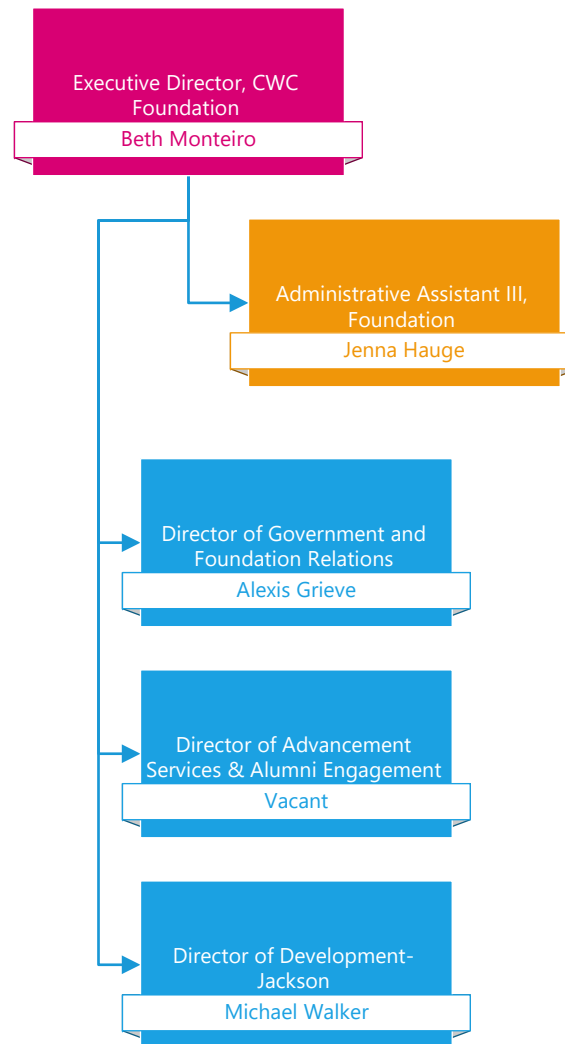 Executive Director, CWC
Foundation
Beth Monteiro
Administrative Assistant III,
Foundation
Jenna Hauge
Director of Government and
Foundation Relations
Alexis Grieve
Director of Advancement
Services & Alumni Engagement
Vacant
Director of Development-
Jackson
Michael Walker